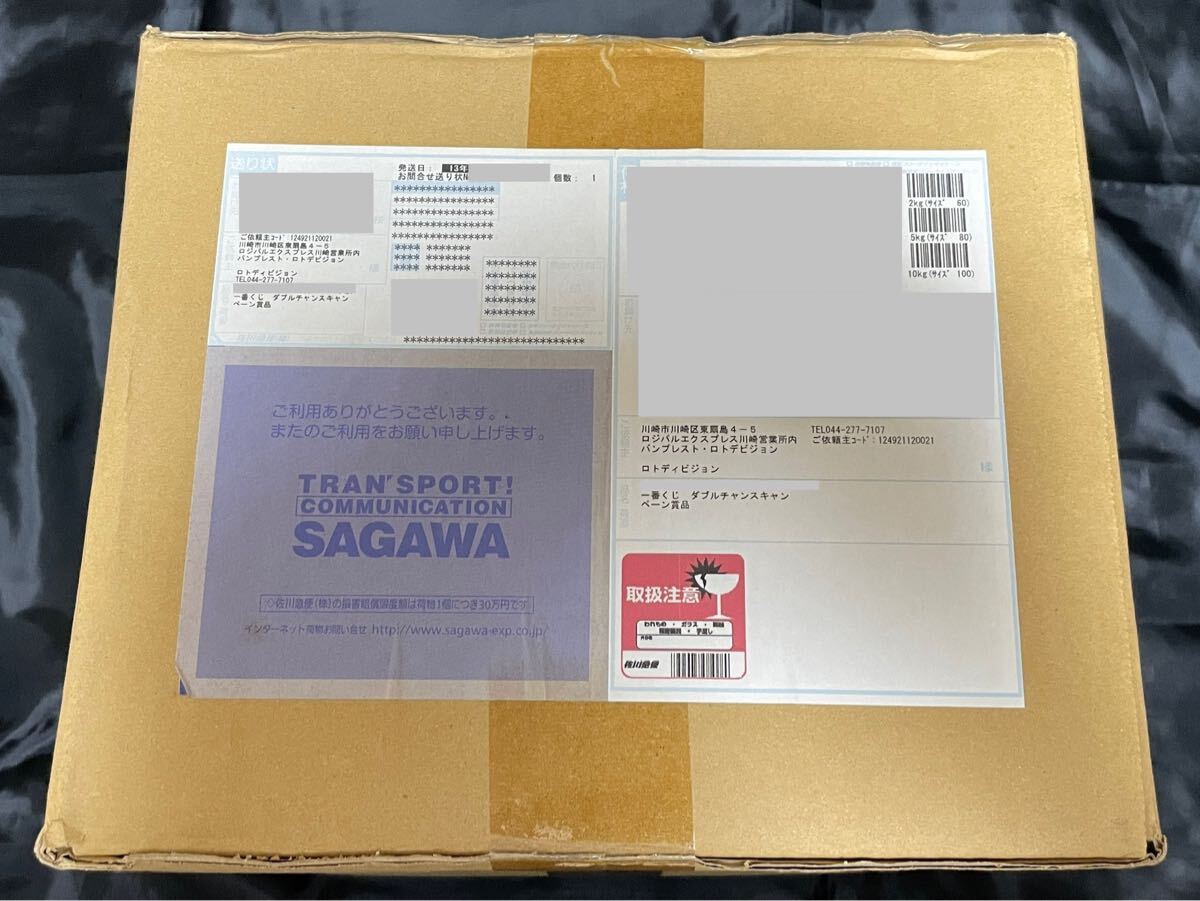 送り状
発送日： 13年
お問合せ送り状N
個数： 1
****************
****************
****************
****************
****************
**** *******
**** *******
**** *******
********
********
********
********
********
*****************************
ご依頼主ｺｰﾄﾞ:124921120021
川崎市川崎区東扇島４－５
ロジパルエクスプレス川崎営業所内
バンプレスト・ロトデビジョン
様
ロトディビジョン
TEL044-277-7107
一番くじ ダブルチャンスキャン
ペーン賞品
ご利用ありがとうございます。
またのご利用をお願い申し上げます。
TRAN'SPORT!
COMMUNICATION
SAGAWA
◇佐川急便(株)の損害賠償限度額は荷物1個につき30万円です
インターネット荷物お問い合せ http://www.sagawa-exp.co.jp/
2kg(ｻｲｽﾞ 60)
5kg(ｻｲｽﾞ 80)
10kg(ｻｲｽﾞ 100)
川崎市川崎区東扇島４－５ TEL044-277-7107
ロジパルエクスプレス川崎営業所内 ご依頼主ｺｰﾄﾞ:124921120021
バンプレスト・ロトデビジョン
ロトディビジョン
様
一番くじ ダブルチャンスキャン
ペーン賞品
取扱注意
われもの ・ ガラス ・ 陶器
精密機器 ・ 手渡し
佐川急便